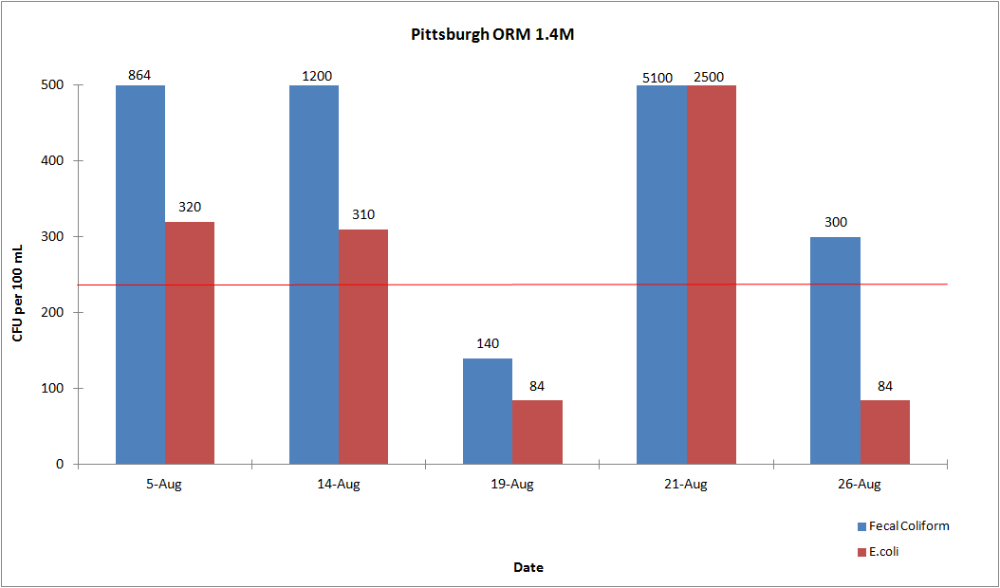 Pittsburgh ORM 1.4M
864
1200
5100
2500
500
400
320
310
300
300
200
140
84
84
100
0
CFU per 100 mL
5-Aug
14-Aug
19-Aug
21-Aug
26-Aug
Fecal Coliform
E.coli
Date